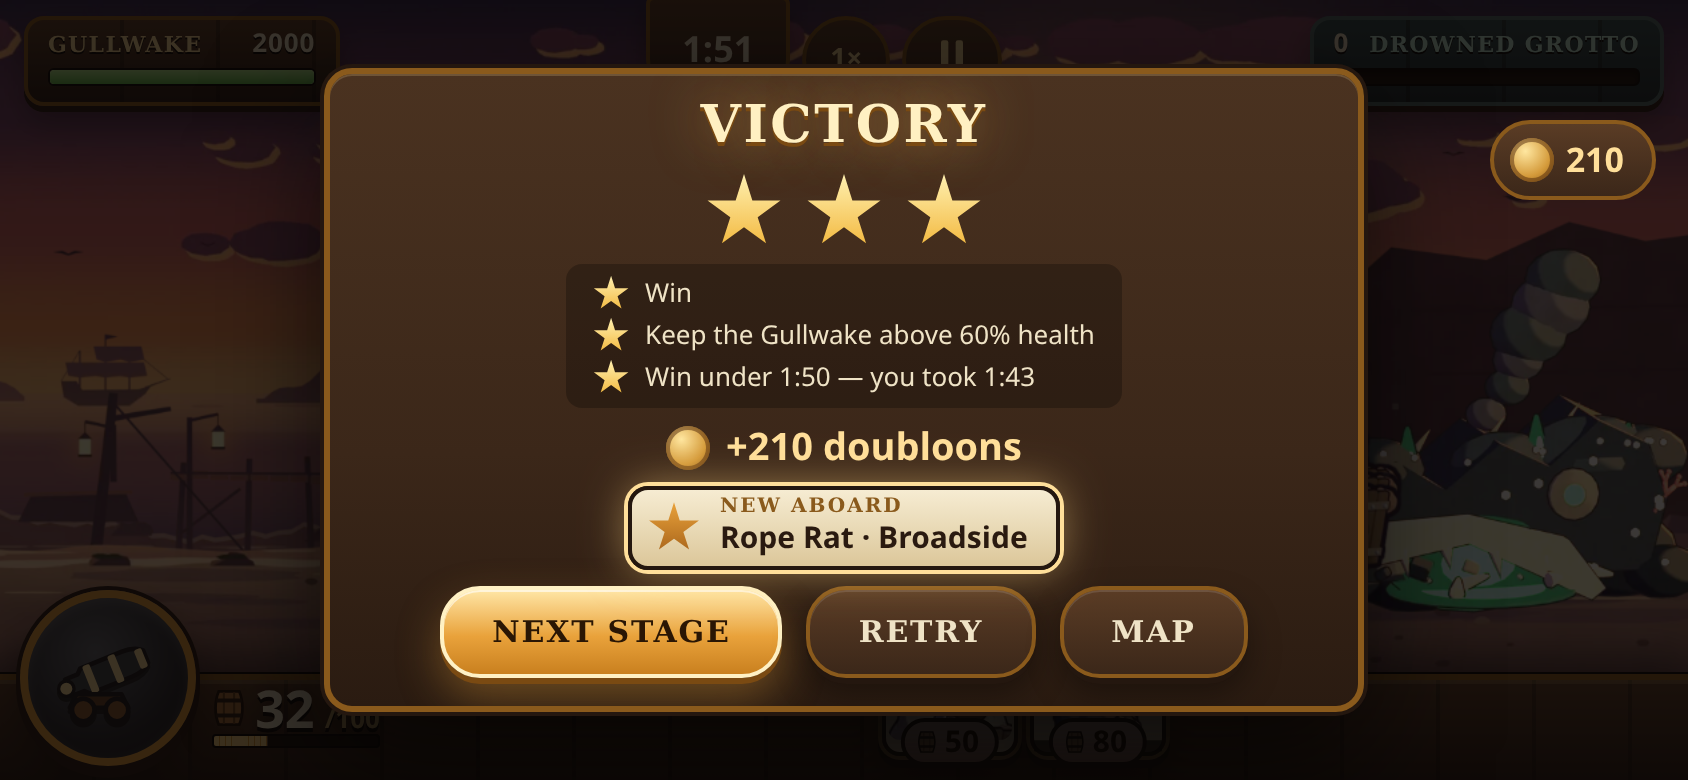 GULLWAKE 2000
1:51
1×
0 DROWNED GROTTO
210
VICTORY
Win
Keep the Gullwake above 60% health
Win under 1:50 — you took 1:43
+210 doubloons
NEW ABOARD
Rope Rat · Broadside
NEXT STAGE
RETRY
MAP
32 /100
50
80